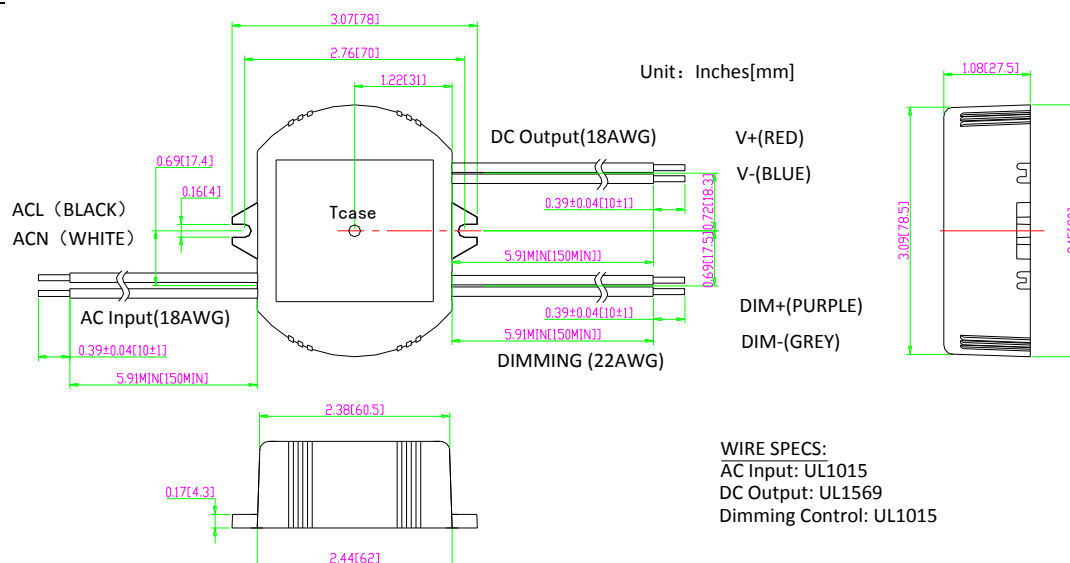 3.07[78]
2.76[70]
1.22[31]
Unit：Inches[mm]
1.08[27.5]
DC Output(18AWG)
V+(RED)
V-(BLUE)
0.69[17.4]
0.16[4]
0.39±0.04[10±1]
0.72[18.3]
ACL（BLACK）
ACN（WHITE）
Tcase
3.09[78.5]
5.91MIN[150MIN]]
0.69[17.5]
0.39±0.04[10±1]
DIM+(PURPLE)
AC Input(18AWG)
5.91MIN[150MIN]]
DIM-(GREY)
0.39±0.04[10±1]
DIMMING (22AWG)
5.91MIN[150MIN]
2.38[60.5]
WIRE SPECS:
AC Input: UL1015
DC Output: UL1569
Dimming Control: UL1015
0.17[4.3]
2.44[62]